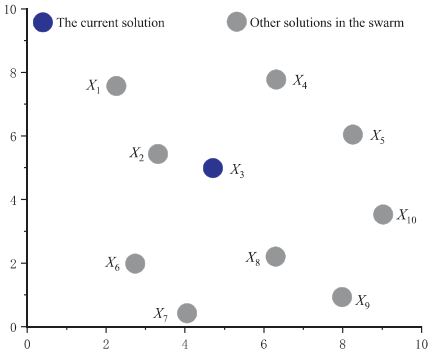 10
The current solution
Other solutions in the swarm
8
X1
X4
6
X5
X2
X3
4
X10
2
X6
X8
X9
X7
0
0 2 4 6 8 10